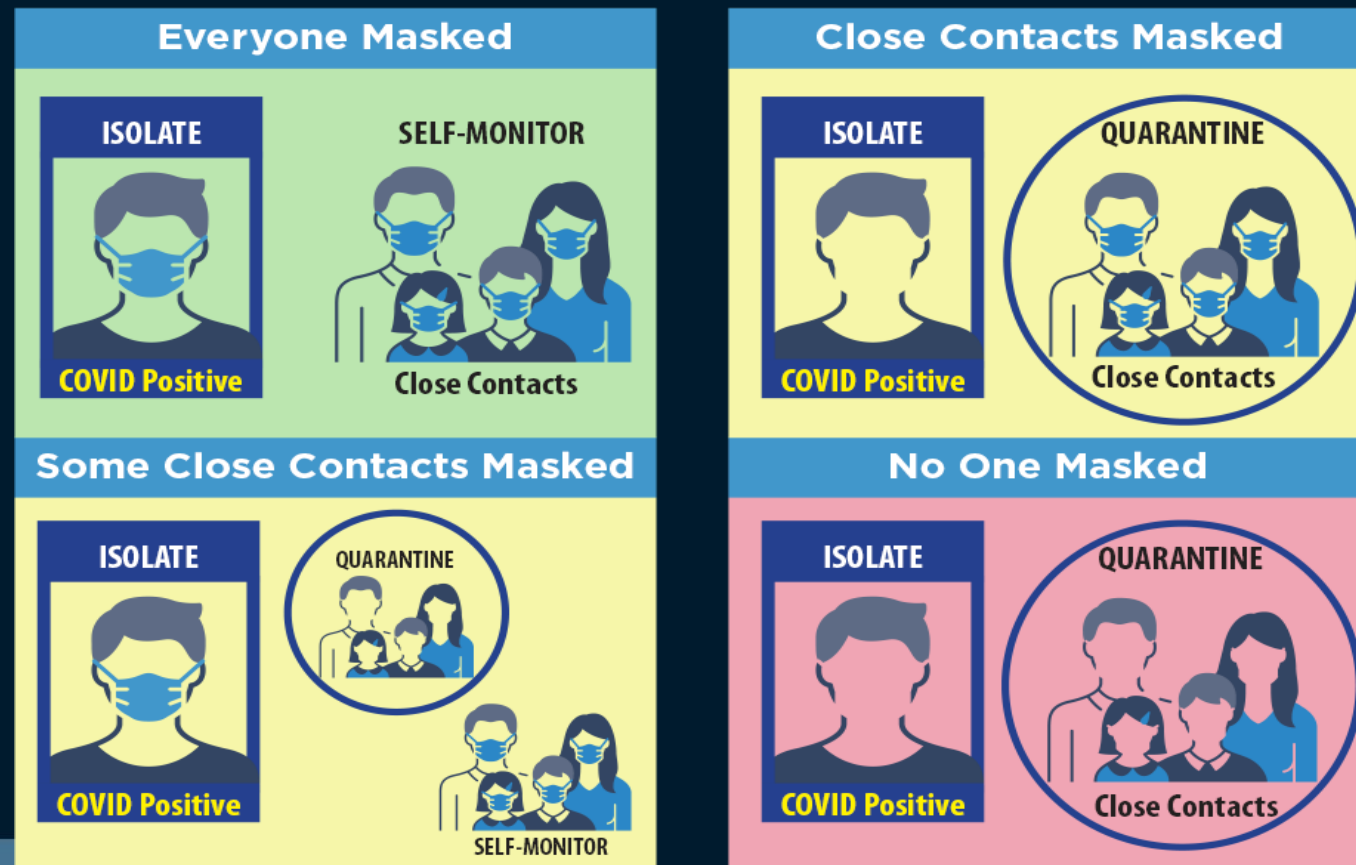 Everyone Masked
ISOLATE
COVID Positive
SELF-MONITOR
Close Contacts
Close Contacts Masked
ISOLATE
COVID Positive
QUARANTINE
Close Contacts
Some Close Contacts Masked
ISOLATE
COVID Positive
QUARANTINE
SELF-MONITOR
No One Masked
ISOLATE
COVID Positive
QUARANTINE
Close Contacts